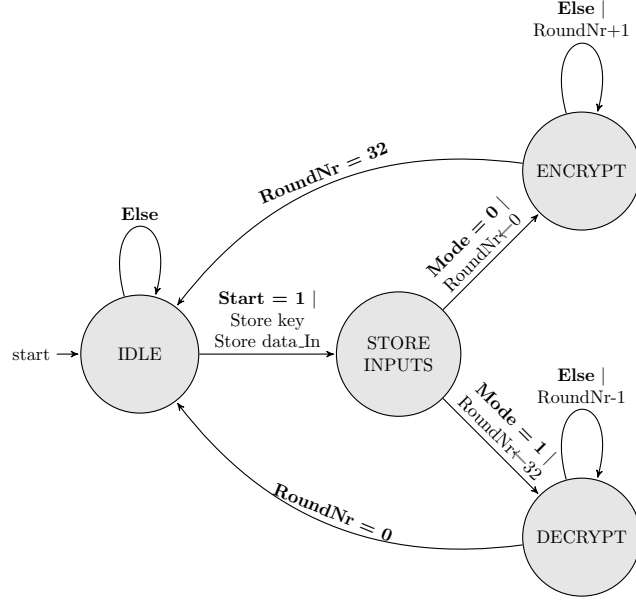 Else |
RoundNr+1
ENCRYPT
RoundNr = 32
Else
Mode = 0 |
RoundNr←0
Start = 1 |
Store key
Store data_In
start
IDLE
STORE
INPUTS
Mode = 1 |
RoundNr←32
Else |
RoundNr-1
RoundNr = 0
DECRYPT